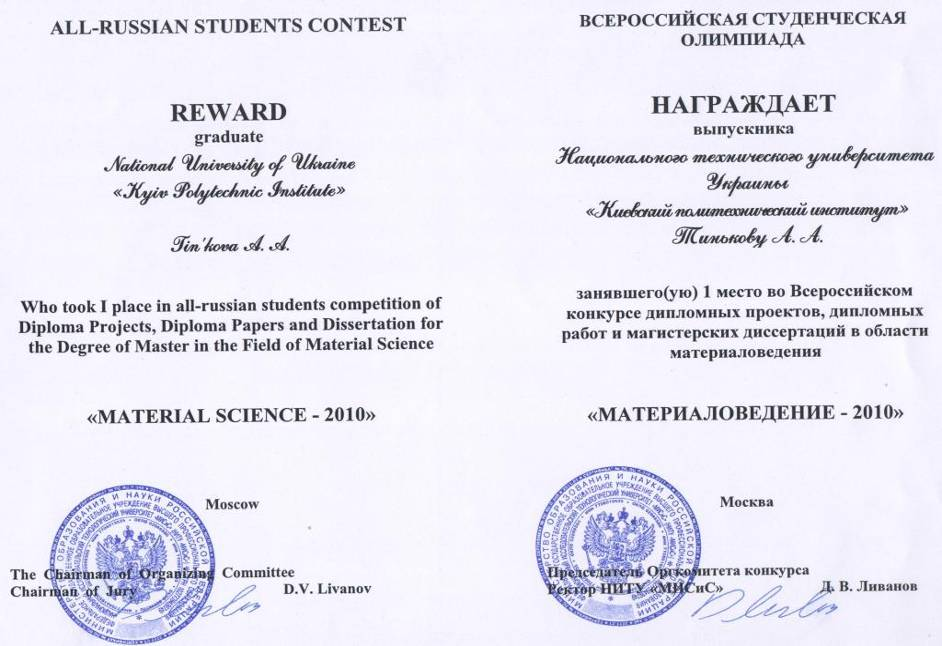 ALL-RUSSIAN STUDENTS CONTEST
REWARD
graduate
National University of Ukraine
«Kyiv Polytechnic Institute»
Tin'kova A. A.
Who took I place in all-russian students competition of
Diploma Projects, Diploma Papers and Dissertation for
the Degree of Master in the Field of Material Science
«MATERIAL SCIENCE - 2010»
Moscow
The Chairman of Organizing Committee
Chairman of Jury D.V. Livanov
ВСЕРОССИЙСКАЯ СТУДЕНЧЕСКАЯ
ОЛИМПИАДА
НАГРАЖДАЕТ
выпускника
Национального технического университета
Украины
«Киевский политехнический институт»
Тинькову А. А.
занявшего(ую) 1 место во Всероссийском
конкурсе дипломных проектов, дипломных
работ и магистерских диссертаций в области
материаловедения
«МАТЕРИАЛОВЕДЕНИЕ - 2010»
Москва
Председатель Оргкомитета конкурса
Ректор НИТУ «МИСиС» Д. В. Ливанов